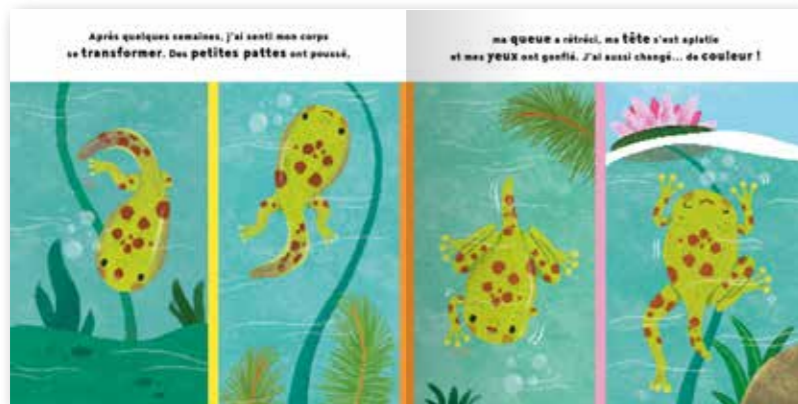 Après quelques semaines, j'ai senti mon corps
se transformer. Des petites pattes ont poussé,
ma queue a rétréci, ma tête s'est aplatie
et mes yeux ont gonflé. J'ai aussi changé... de couleur !